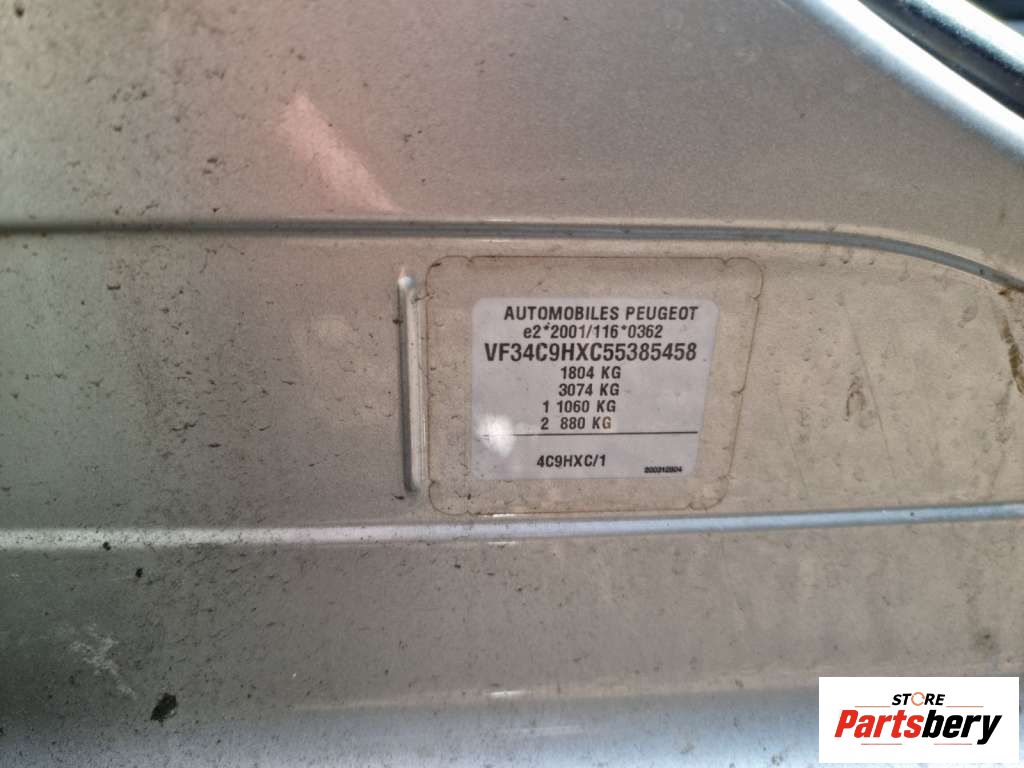 AUTOMOBILES PEUGEOT
e2*2001/116*0362
VF34C9HXC55385458
1804 KG
3074 KG
1 1060 KG
2 880 KG
4C9HXC/1
STORE
Partsbery